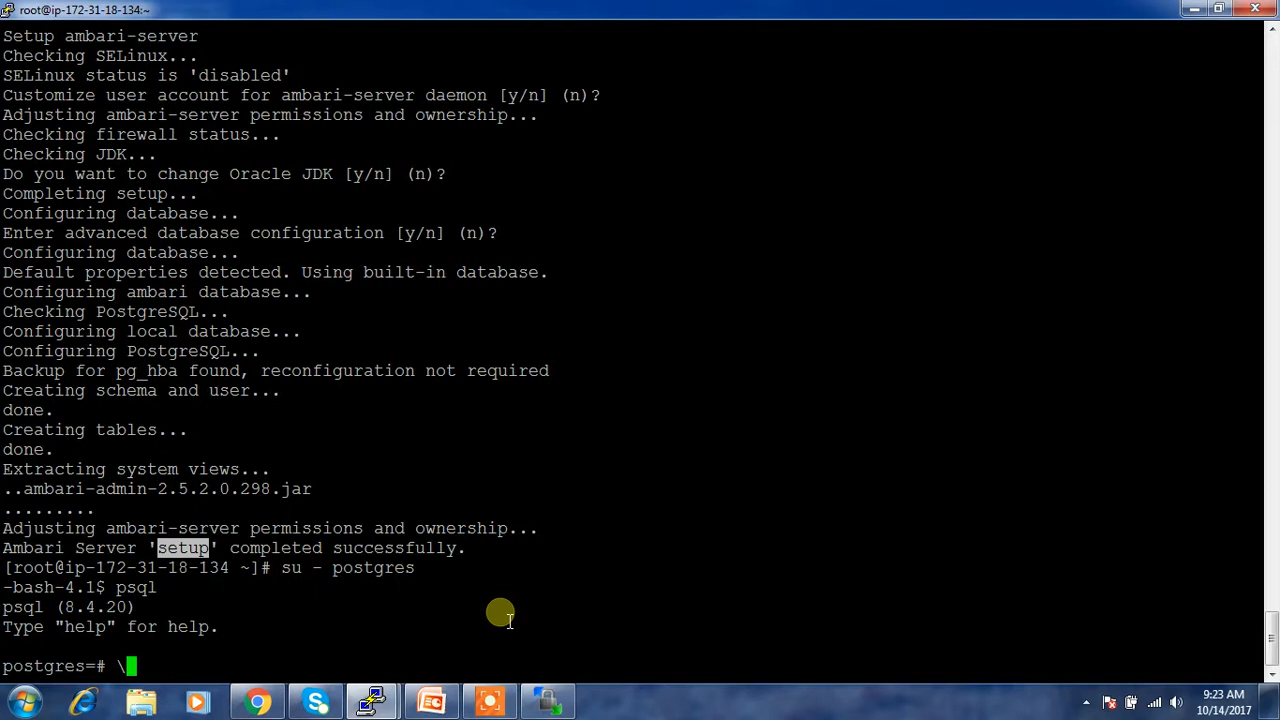 root@ip-172-31-18-134:~
Setup ambari-server
Checking SELinux...
SELinux status is 'disabled'
Customize user account for ambari-server daemon [y/n] (n)?
Adjusting ambari-server permissions and ownership...
Checking firewall status...
Checking JDK...
Do you want to change Oracle JDK [y/n] (n)?
Completing setup...
Configuring database...
Enter advanced database configuration [y/n] (n)?
Configuring database...
Default properties detected. Using built-in database.
Configuring ambari database...
Checking PostgreSQL...
Configuring local database...
Configuring PostgreSQL...
Backup for pg_hba found, reconfiguration not required
Creating schema and user...
done.
Creating tables...
done.
Extracting system views...
..ambari-admin-2.5.2.0.298.jar
.........
Adjusting ambari-server permissions and ownership...
Ambari Server 'setup' completed successfully.
[root@ip-172-31-18-134 ~]# su - postgres
-bash-4.1$ psql
psql (8.4.20)
Type "help" for help.
postgres=# \
9:23 AM
10/14/2017